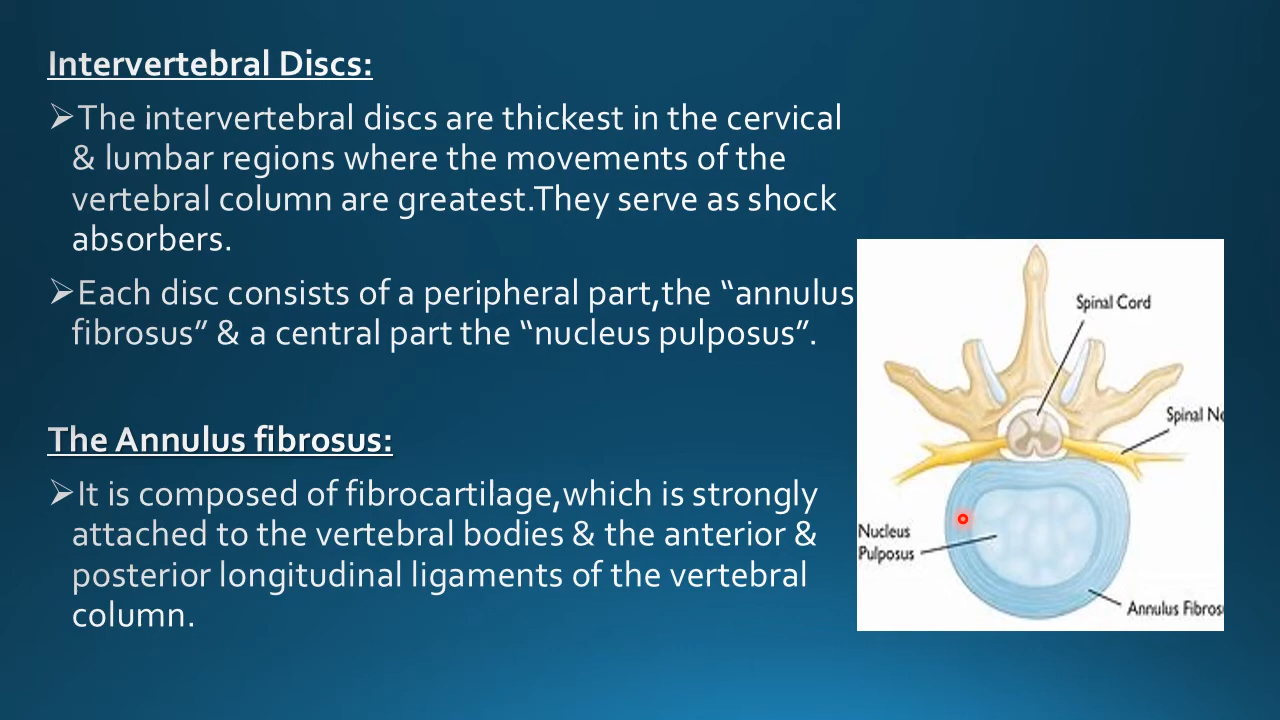 Intervertebral Discs:
➢The intervertebral discs are thickest in the cervical
& lumbar regions where the movements of the
vertebral column are greatest.They serve as shock
absorbers.
➢Each disc consists of a peripheral part,the “annulus
fibrosus” & a central part the “nucleus pulposus”.
The Annulus fibrosus:
➢It is composed of fibrocartilage,which is strongly
attached to the vertebral bodies & the anterior &
posterior longitudinal ligaments of the vertebral
column.
Spinal Cord
Spinal
Nucleus
Pulposus
Annulus